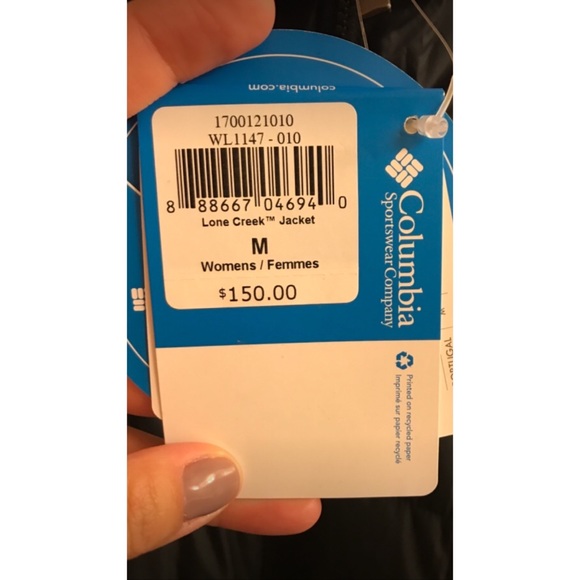 columbia.com
1700121010
WL1147 - 010
8 88667 04694 0
Lone Creek™ Jacket
M
Womens / Femmes
$150.00
Columbia
Sportswear Company
Printed on recycled paper
Imprimé sur papier recyclé